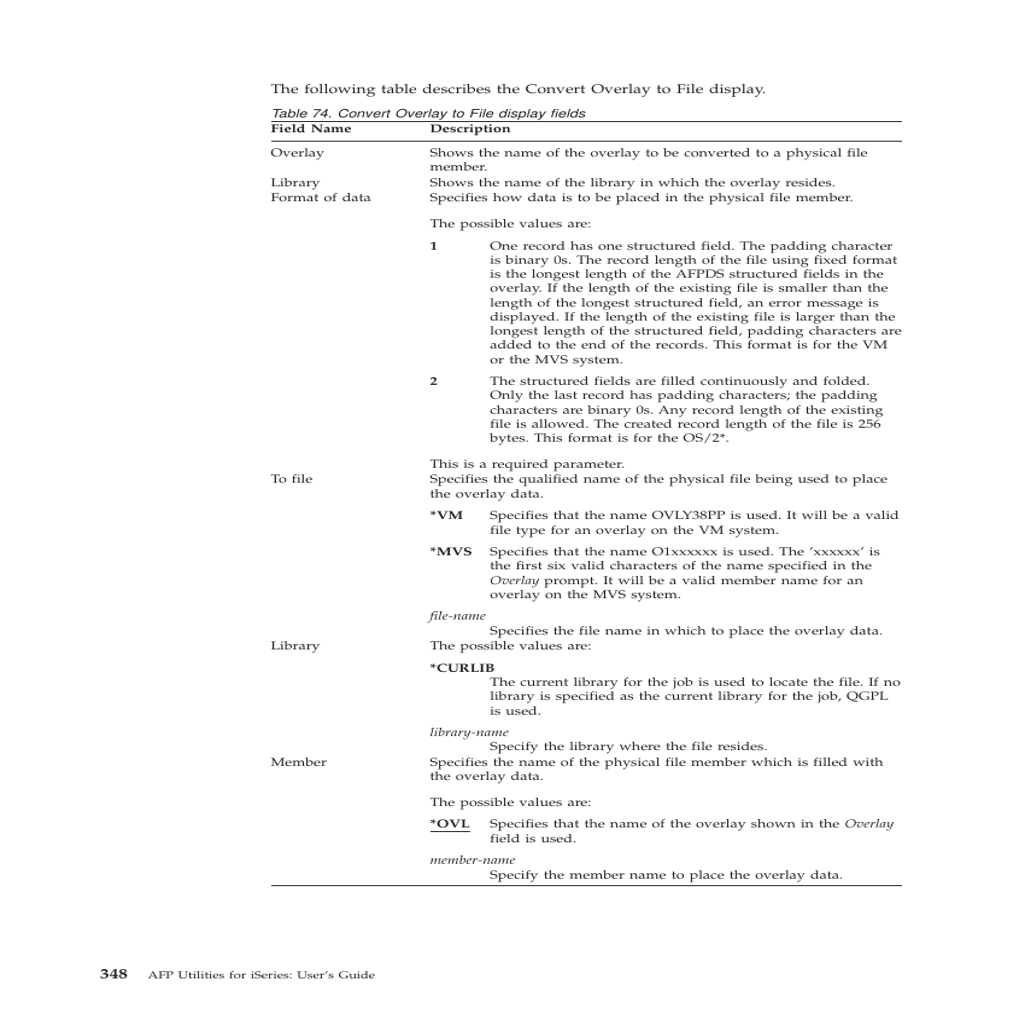 The following table describes the Convert Overlay to File display.
Table 74. Convert Overlay to File display fields
Field Name Description
Overlay Shows the name of the overlay to be converted to a physical file
member.
Library Shows the name of the library in which the overlay resides.
Format of data Specifies how data is to be placed in the physical file member.
The possible values are:
1 One record has one structured field. The padding character
is binary 0s. The record length of the file using fixed format
is the longest length of the AFPDS structured fields in the
overlay. If the length of the existing file is smaller than the
length of the longest structured field, an error message is
displayed. If the length of the existing file is larger than the
longest length of the structured field, padding characters are
added to the end of the records. This format is for the VM
or the MVS system.
2 The structured fields are filled continuously and folded.
Only the last record has padding characters; the padding
characters are binary 0s. Any record length of the existing
file is allowed. The created record length of the file is 256
bytes. This format is for the OS/2*.
This is a required parameter.
To file Specifies the qualified name of the physical file being used to place
the overlay data.
*VM Specifies that the name OVLY38PP is used. It will be a valid
file type for an overlay on the VM system.
*MVS Specifies that the name O1xxxxxx is used. The ’xxxxxx’ is
the first six valid characters of the name specified in the
Overlay prompt. It will be a valid member name for an
overlay on the MVS system.
file-name
Specifies the file name in which to place the overlay data.
Library The possible values are:
*CURLIB
The current library for the job is used to locate the file. If no
library is specified as the current library for the job, QGPL
is used.
library-name
Specify the library where the file resides.
Member Specifies the name of the physical file member which is filled with
the overlay data.
The possible values are:
*OVL Specifies that the name of the overlay shown in the Overlay
field is used.
member-name
Specify the member name to place the overlay data.
348 AFP Utilities for iSeries: User’s Guide